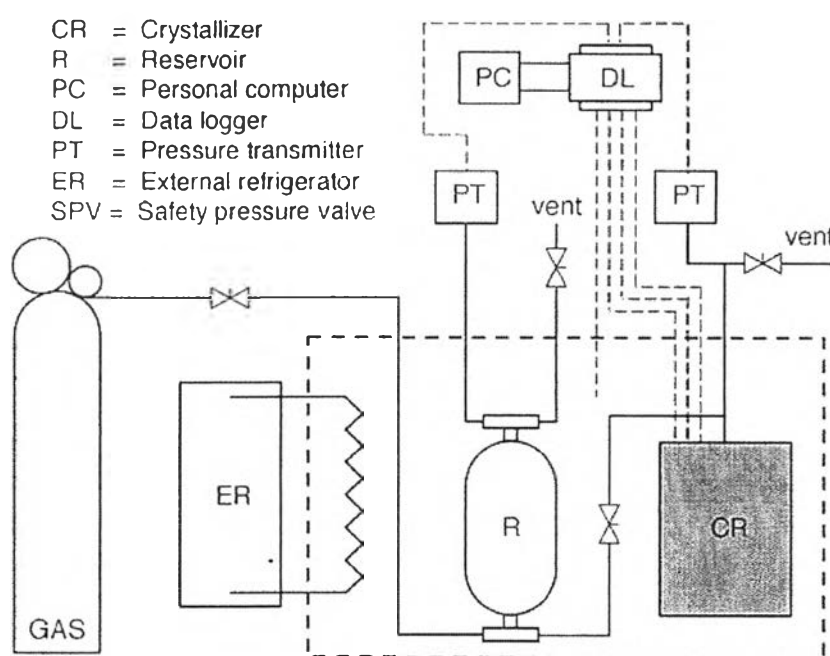 CR = Crystallizer
R = Reservoir
PC = Personal computer
DL = Data logger
PT = Pressure transmitter
ER = External refrigerator
SPV = Safety pressure valve
PC
DL
PT
PT
vent
vent
ER
R
CR
GAS